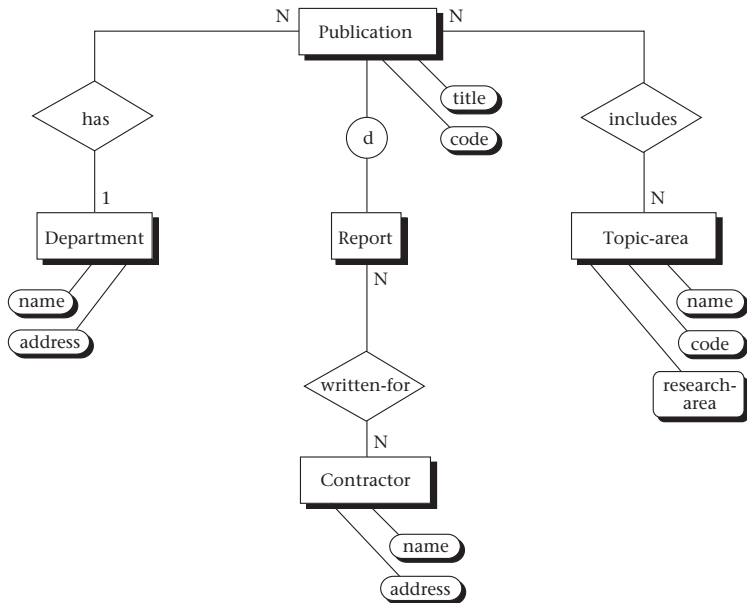 N
Publication
N
title
has
d
includes
code
1
N
Department
Report
Topic-area
N
name
name
address
code
written-for
research-
area
N
Contractor
name
address